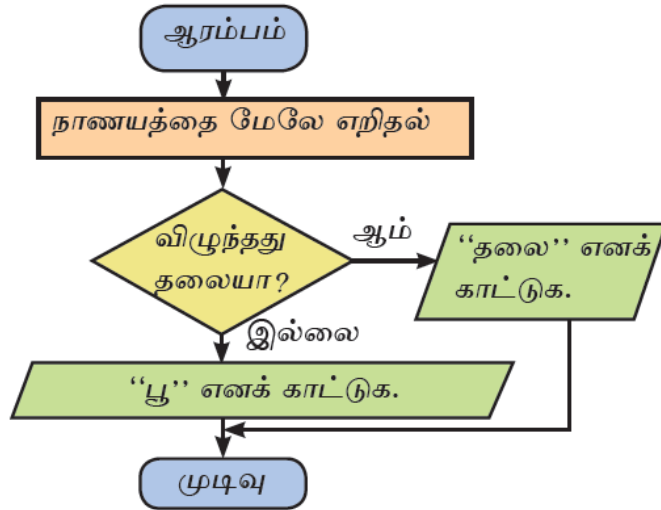 ஆரம்பம்
நாணயத்தை மேலே எறிதல்
விழுந்தது
தலையா?
ஆம்
“தலை” எனக்
காட்டுக.
இல்லை
“பூ” எனக் காட்டுக.
முடிவு